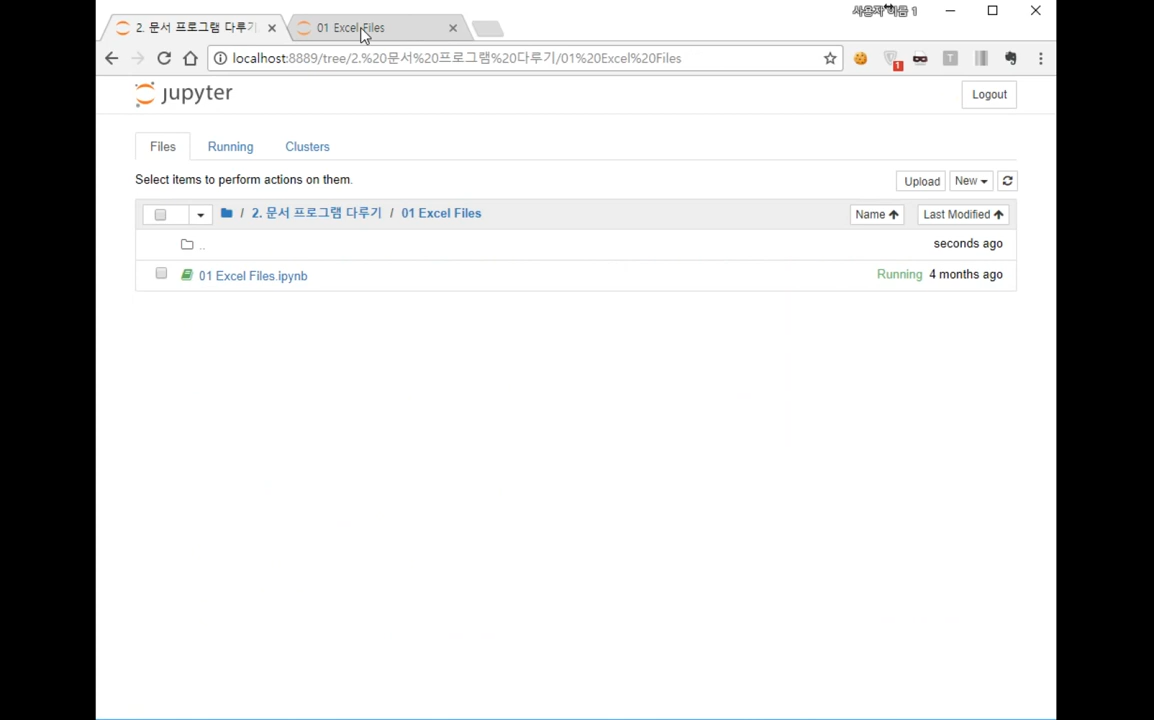 사용자 이름 1
2. 문서 프로그램 다루기
01 Excel Files
localhost:8889/tree/2.%20문서%20프로그램%20다루기/01%20Excel%20Files
1
T
jupyter
Logout
Files
Running
Clusters
Select items to perform actions on them.
Upload
New
/ 2. 문서 프로그램 다루기 / 01 Excel Files
Name
Last Modified
..
seconds ago
01 Excel Files.ipynb
Running 4 months ago